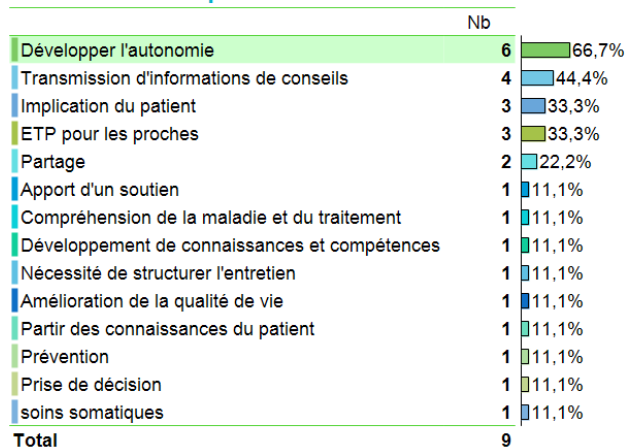 Nb
Développer l'autonomie 6 66,7%
Transmission d'informations de conseils 4 44,4%
Implication du patient 3 33,3%
ETP pour les proches 3 33,3%
Partage 2 22,2%
Apport d'un soutien 1 11,1%
Compréhension de la maladie et du traitement 1 11,1%
Développement de connaissances et compétences 1 11,1%
Nécessité de structurer l'entretien 1 11,1%
Amélioration de la qualité de vie 1 11,1%
Partir des connaissances du patient 1 11,1%
Prévention 1 11,1%
Prise de décision 1 11,1%
soins somatiques 1 11,1%
Total 9